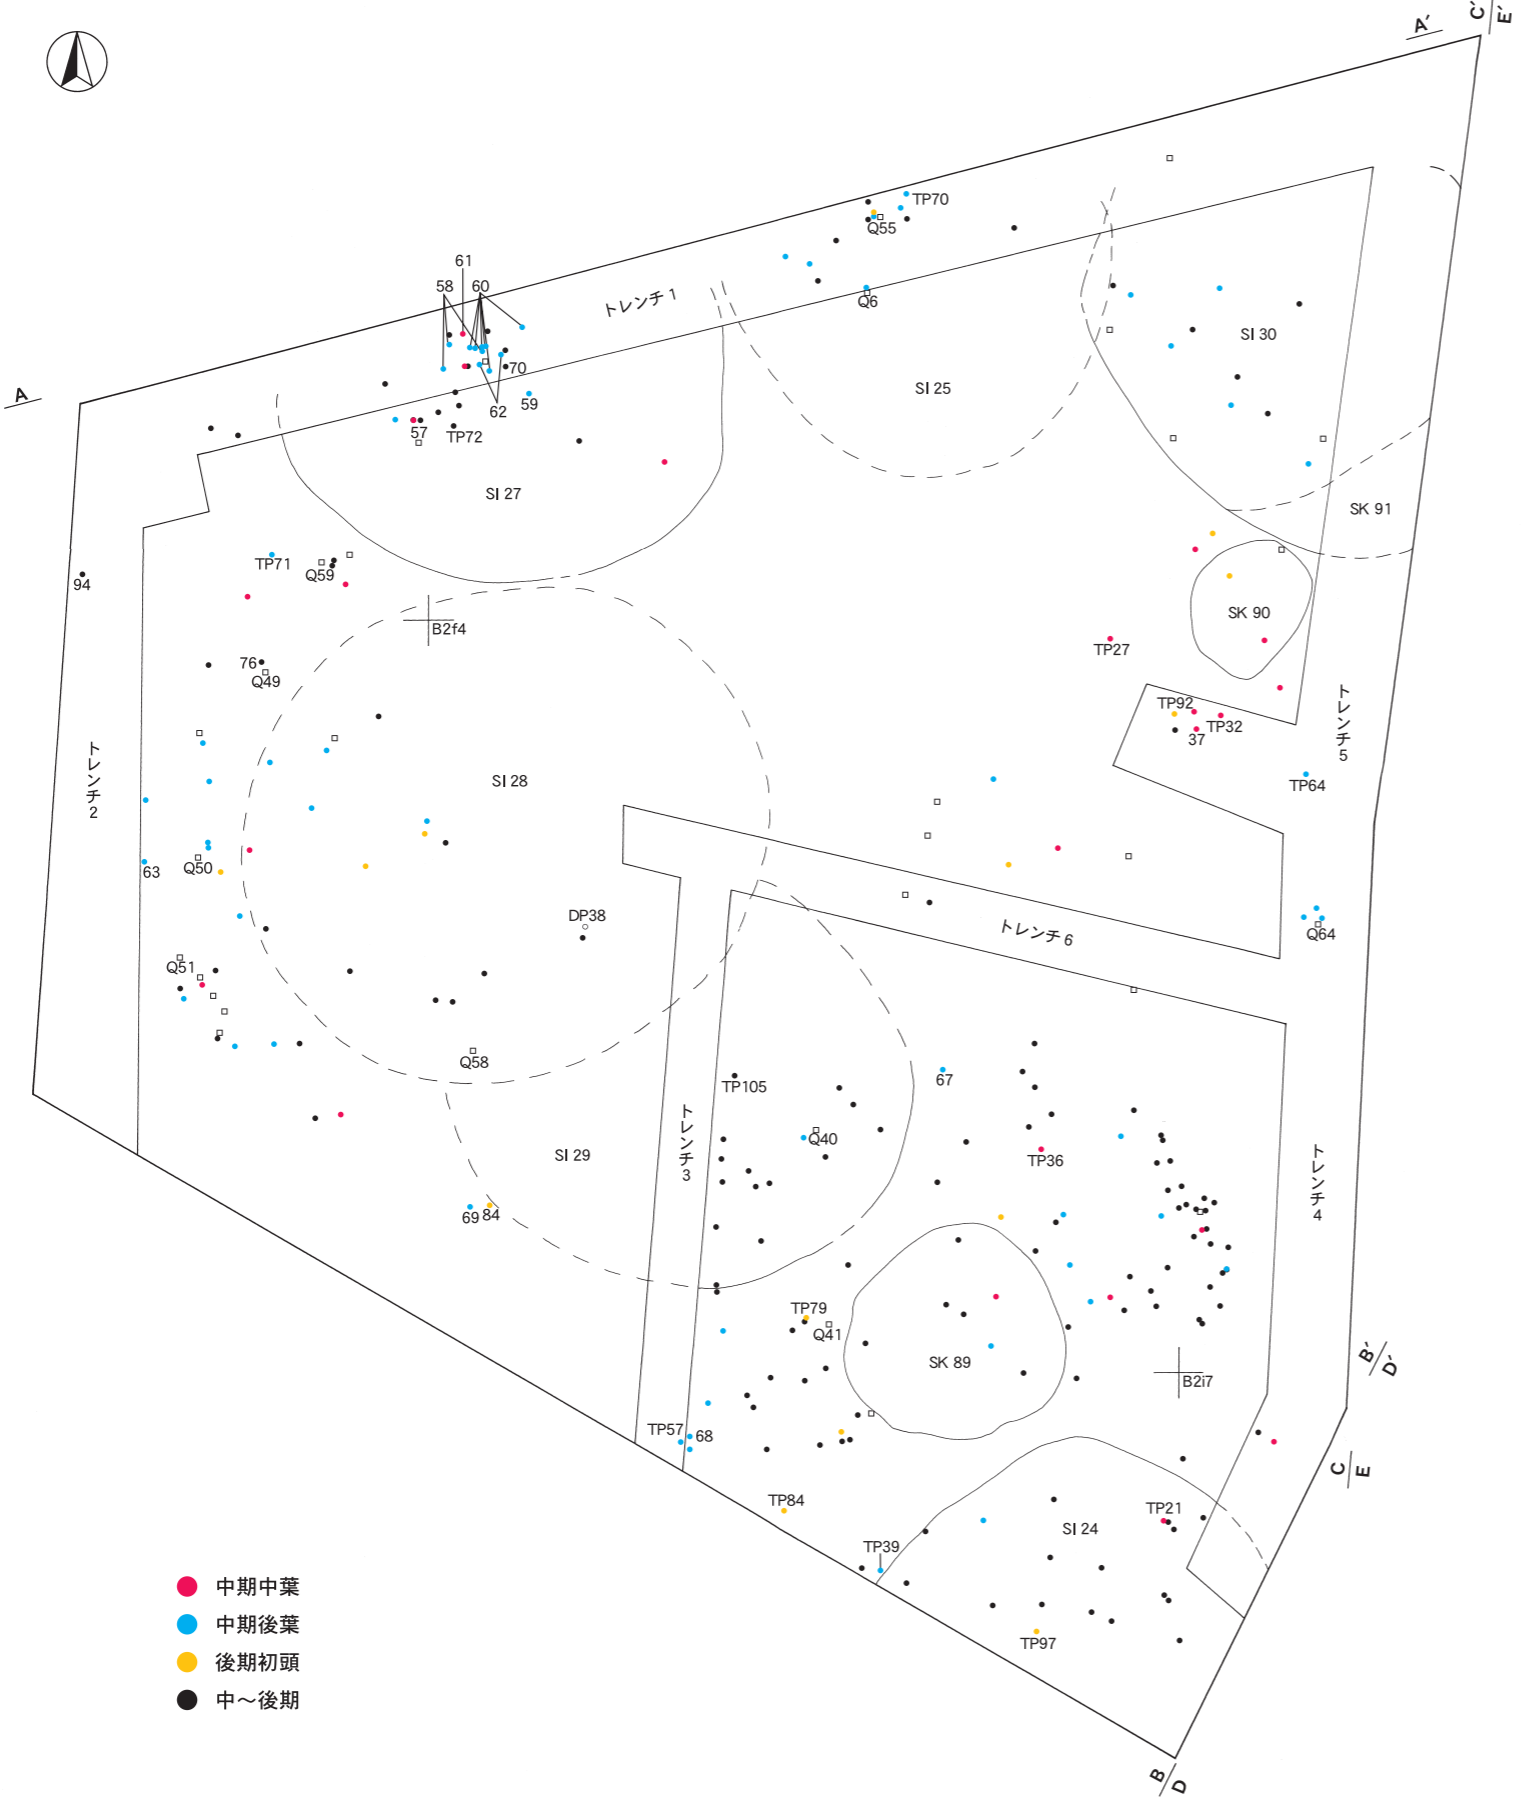 C′
E′
A′
TP70
Q55
61
58
60
トレンチ 1
Q6
SI 30
70
59
62
57
TP72
SI 25
A
SI 27
SK 91
TP71
Q59
94
B2f4
SK 90
TP27
76
Q49
TP92
TP32
37
トレンチ 5
トレンチ 2
SI 28
TP64
63
Q50
DP38
トレンチ 6
Q64
Q51
Q58
TP105
67
トレンチ 3
Q40
SI 29
TP36
トレンチ 4
69
84
TP79
Q41
SK 89
B2i7
B′
D′
TP57
68
C
E
TP84
TP21
SI 24
TP39
TP97
中期中葉
中期後葉
後期初頭
中～後期
B
D